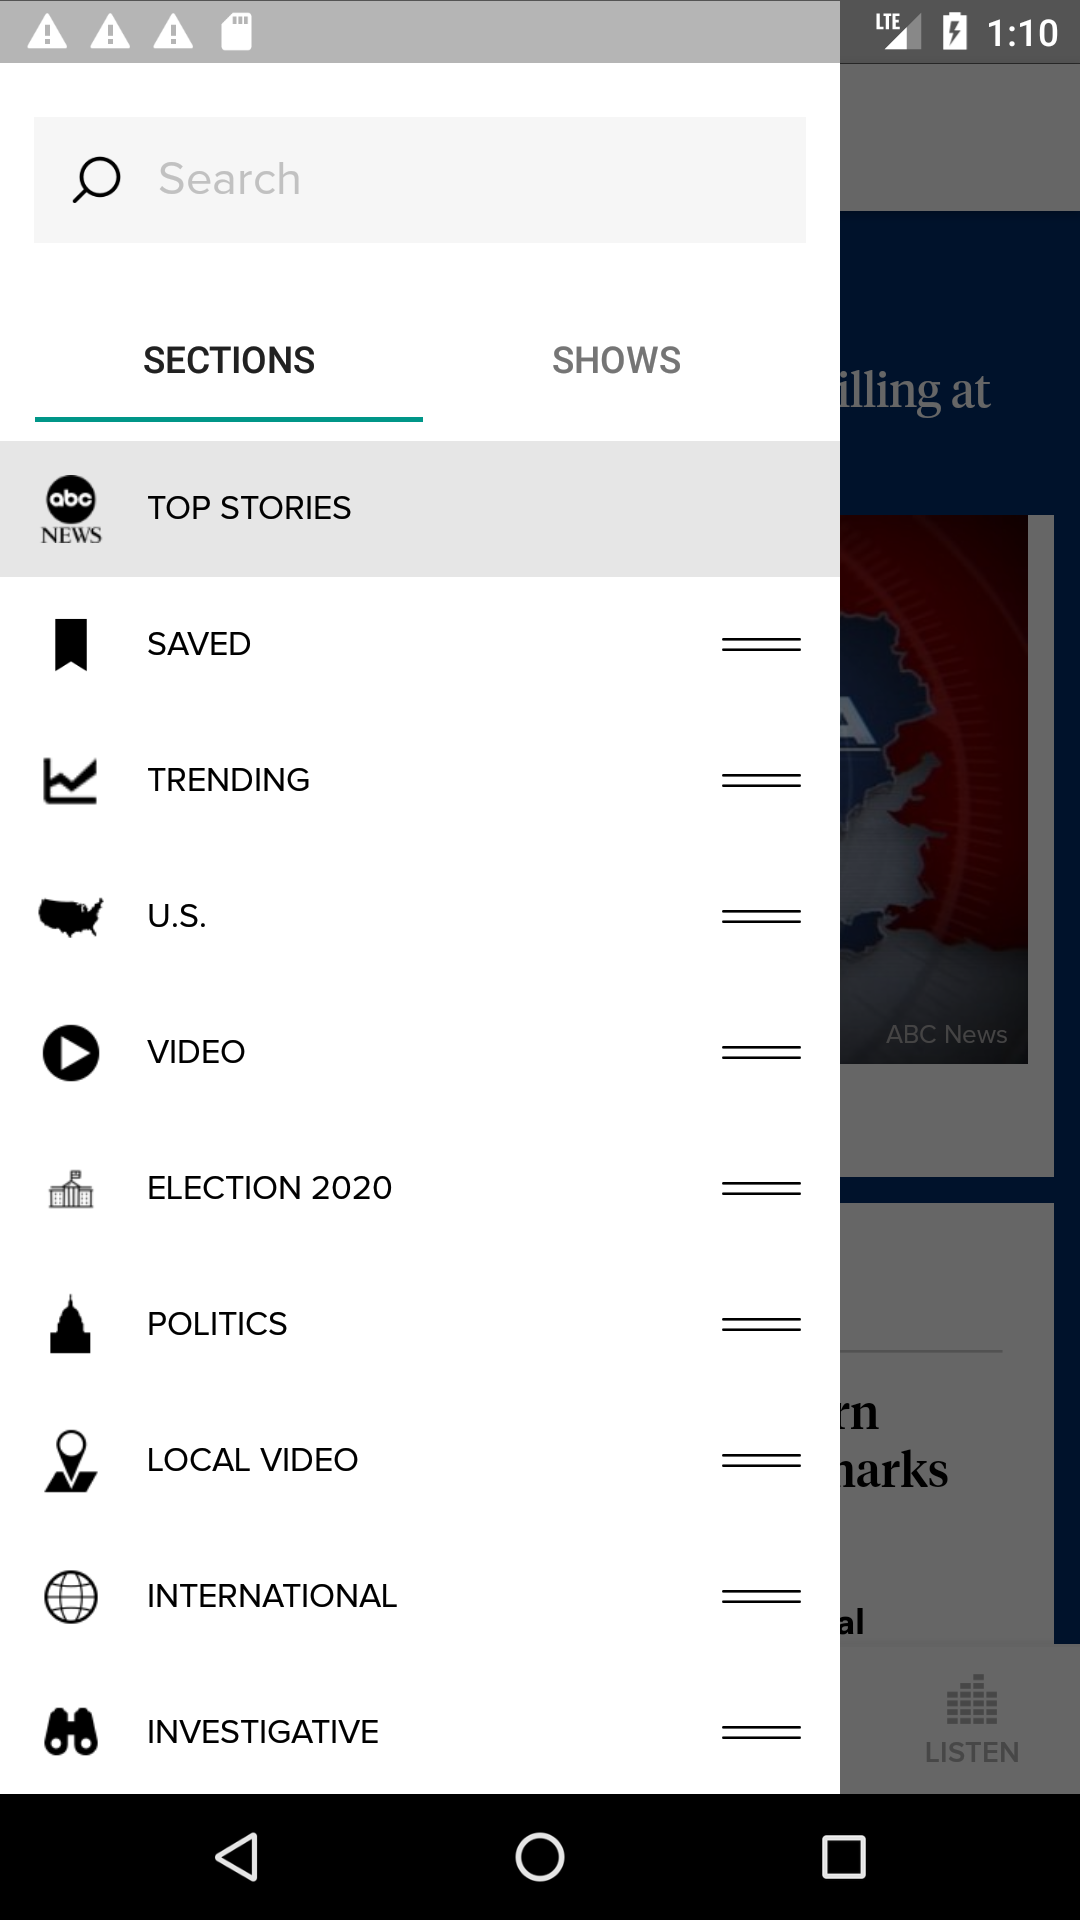 LTE 1:10
Search
SECTIONS SHOWS
illing at
abc
NEWS
TOP STORIES
SAVED
TRENDING
U.S.
VIDEO
ABC News
ELECTION 2020
POLITICS
rn
LOCAL VIDEO
narks
INTERNATIONAL
al
INVESTIGATIVE
LISTEN